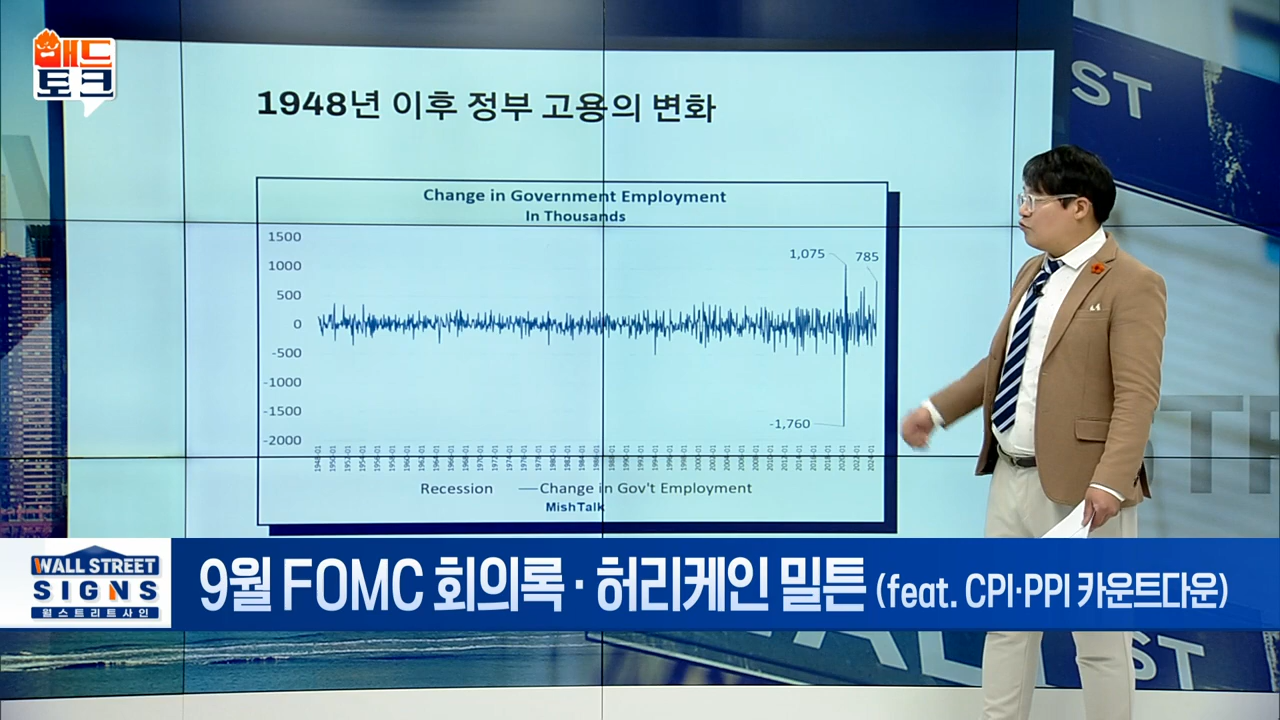 매드
토크
ST
1948년 이후 정부 고용의 변화
Change in Government Employment
In Thousands
1500
1000
500
0
-500
-1000
-1500
-2000
1,075
785
-1,760
Recession
Change in Gov't Employment
MishTalk
WALL STREET
SIGNS
월스트리트사인
9월 FOMC 회의록·허리케인 밀튼 (feat. CPI·PPI 카운트다운)
ST